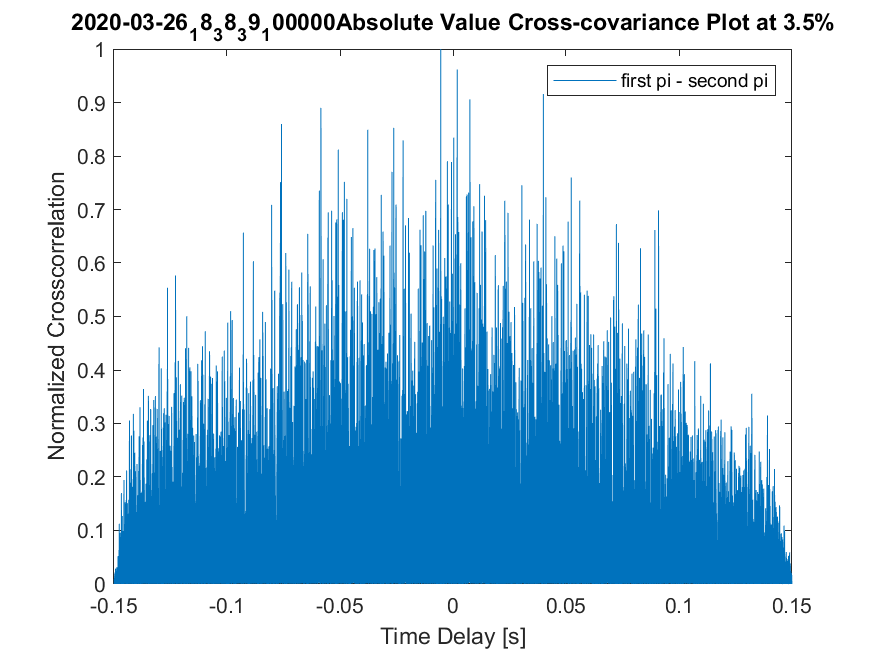 2020-03-26₁8₃8₃9₁00000Absolute Value Cross-covariance Plot at 3.5%
first pi - second pi
Normalized Crosscorrelation
1
0.9
0.8
0.7
0.6
0.5
0.4
0.3
0.2
0.1
0
-0.15 -0.1 -0.05 0 0.05 0.1 0.15
Time Delay [s]